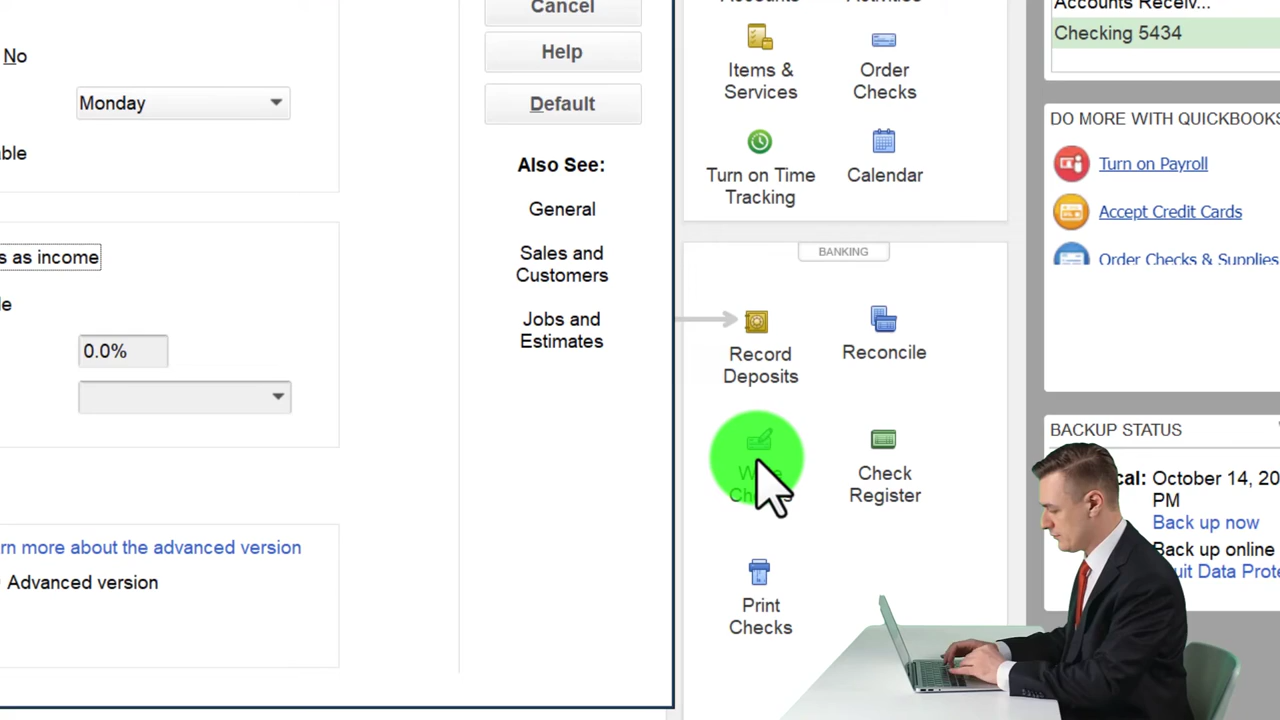 Cancel
No
Help
Monday
Default
able
Also See:
General
s as income
Sales and
Customers
le
Jobs and
Estimates
0.0%
rn more about the advanced version
Advanced version
Items &
Services
Order
Checks
Turn on Time
Tracking
Calendar
BANKING
Record
Deposits
Reconcile
Check
Register
Print
Checks
Accounts Receiv...
Checking 5434
DO MORE WITH QUICKBOOKS
Turn on Payroll
Accept Credit Cards
Order Checks & Supplies
BACKUP STATUS
cal: October 14, 20
PM
Back up now
Back up online
uit Data Prote